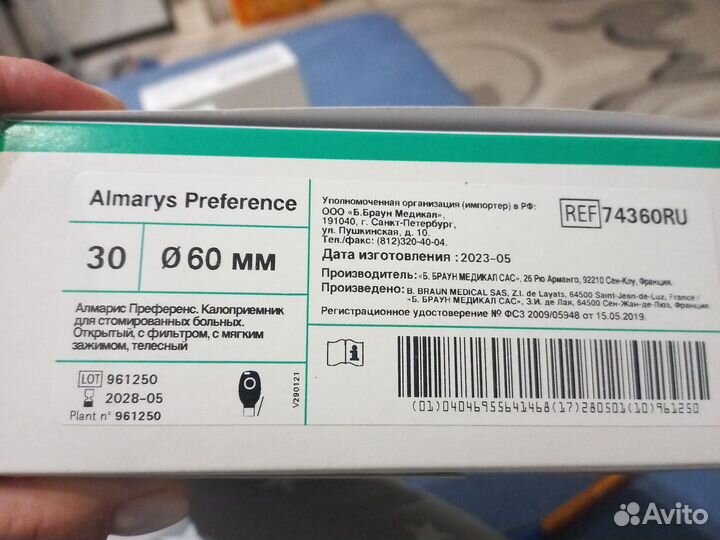 Almarys Preference
30
Ø 60 мм
Алмарис Преференс. Калоприемник
для стомированных больных.
Открытый, с фильтром, с мягким
зажимом, телесный
LOT 961250
2028-05
Plant n° 961250
V290121
Уполномоченная организация (импортер) в РФ:
ООО «Б.Браун Медикал»,
191040, г. Санкт-Петербург,
ул. Пушкинская, д. 10.
Тел./факс: (812)320-40-04.
REF 74360RU
Дата изготовления :2023-05
Производитель: «Б. БРАУН МЕДИКАЛ САС», 26 Рю Арманго, 92210 Сен-Клу, Франция.
Произведено: B. BRAUN MEDICAL SAS, Z.I. de Layats, 64500 Saint-Jean-de-Luz, France /
«Б. БРАУН МЕДИКАЛ САС», З.И. де Лая, 64500 Сен-Жан-де-Люз, Франция.
Регистрационное удостоверение № ФСЗ 2009/05948 от 15.05.2019.
(01)04046955641468(17)280501(10)961250
Avito